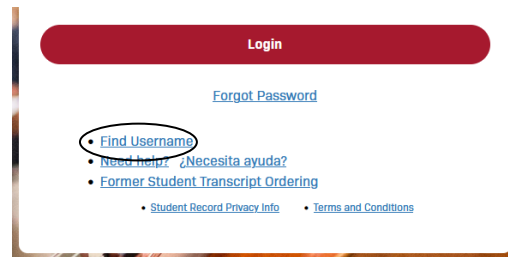 Login
Forgot Password
• Find Username
• Need help? ¿Necesita ayuda?
• Former Student Transcript Ordering
• Student Record Privacy Info • Terms and Conditions